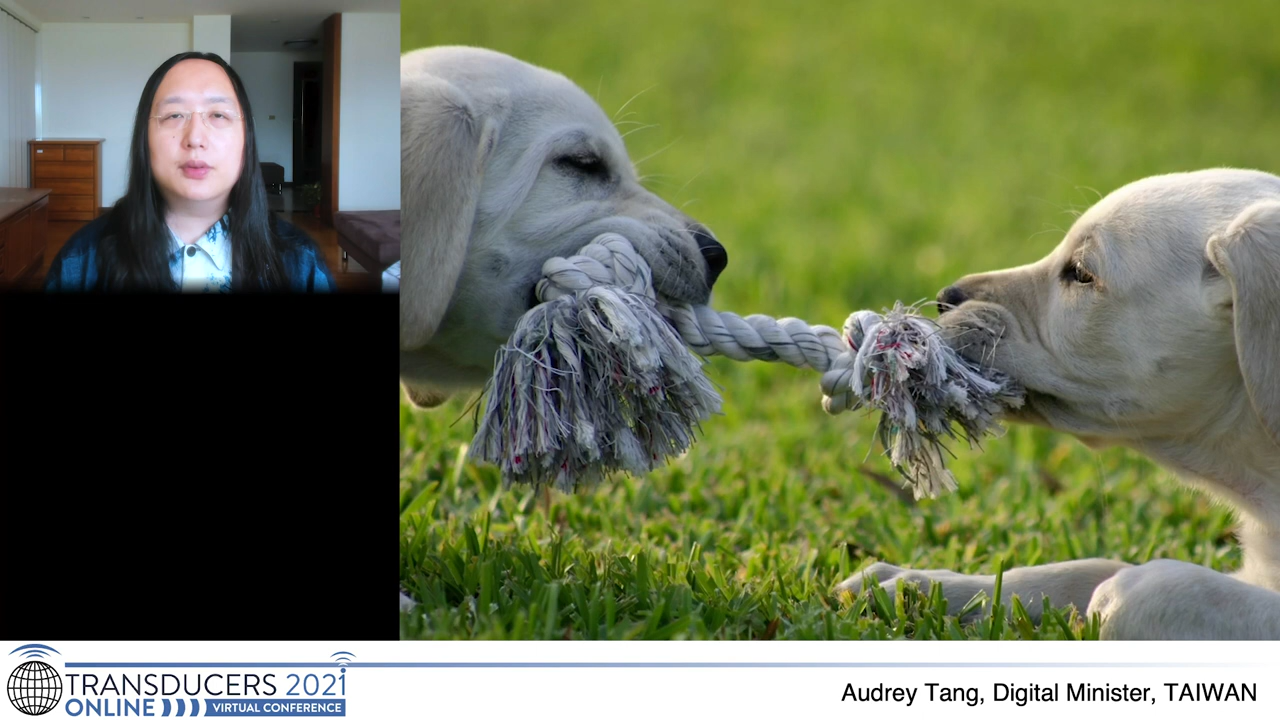 TRANSDUCERS 2021
ONLINE VIRTUAL CONFERENCE
Audrey Tang, Digital Minister, TAIWAN